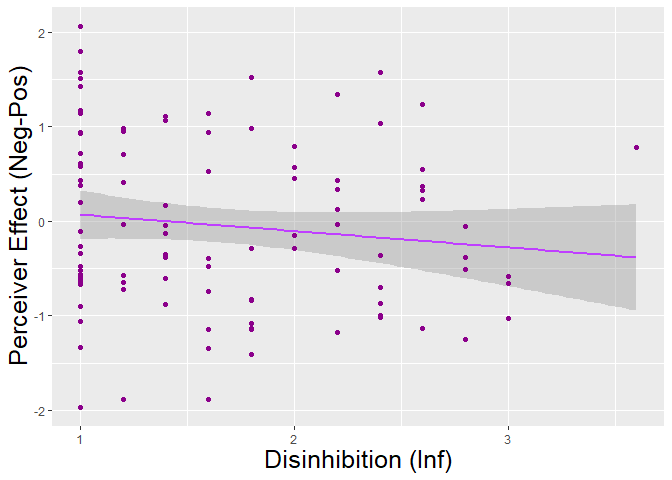 Perceiver Effect (Neg-Pos)
2
1
0
-1
-2
1 2 3
Disinhibition (Inf)